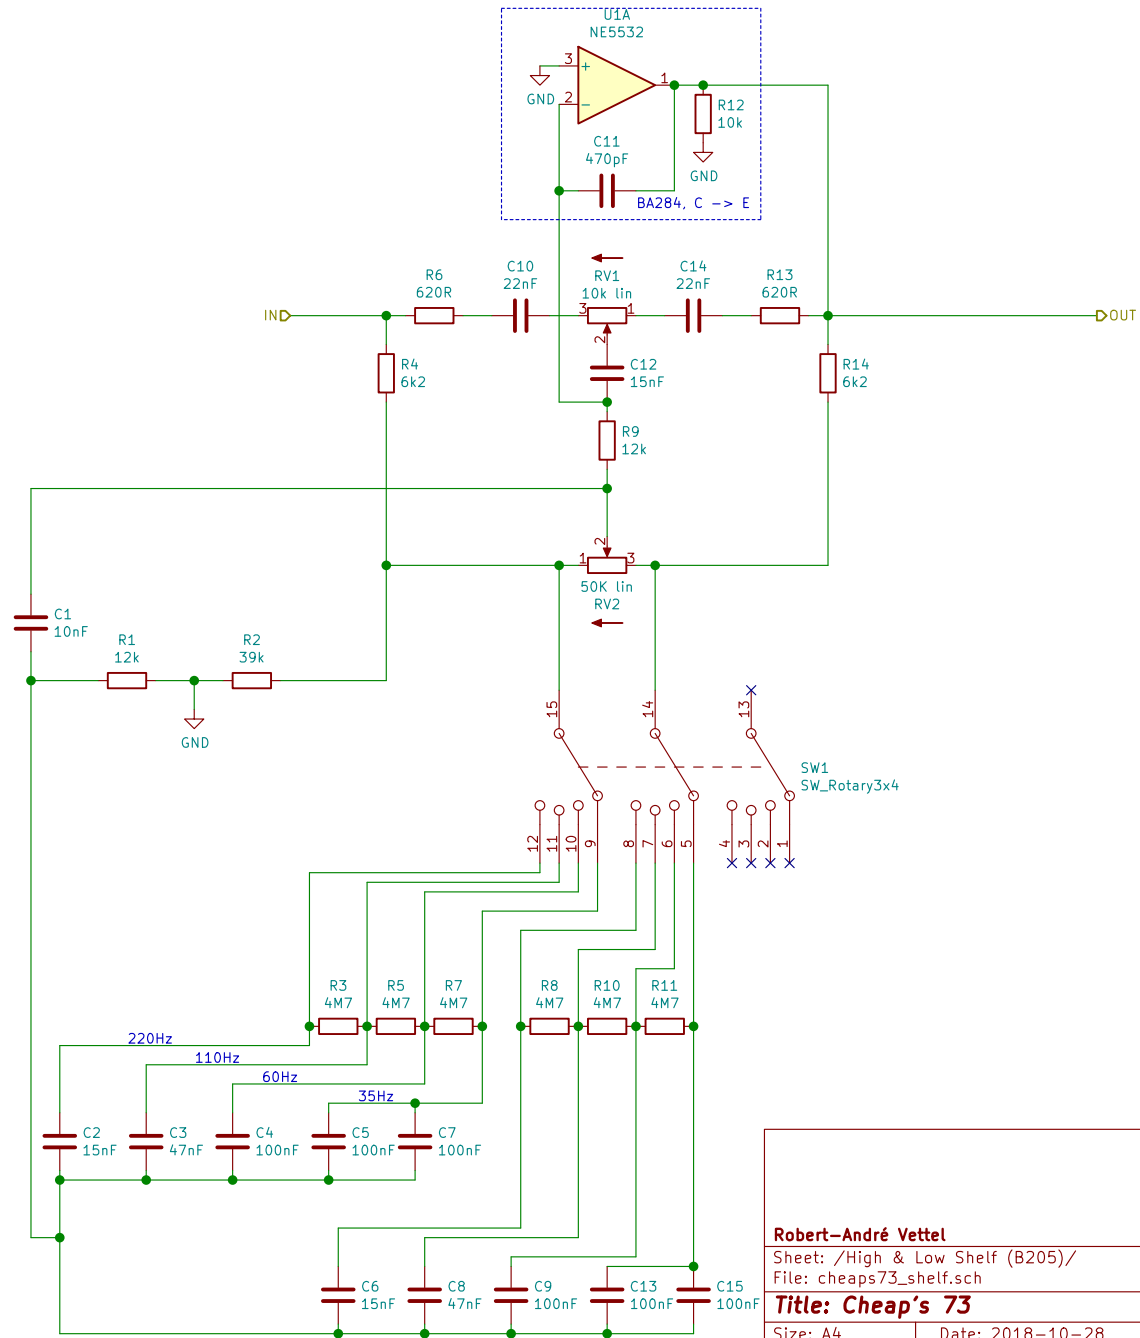 U1A
NE5532
3
+
1
GND
2
−
R12
10k
C11
470pF
GND
BA284, C −> E
R6
620R
C10
22nF
RV1
10k lin
C14
22nF
R13
620R
IN
3
1
OUT
2
R4
6k2
C12
15nF
R14
6k2
R9
12k
2
1
3
50K lin
RV2
C1
10nF
R1
12k
R2
39k
GND
15
14
13
SW1
SW_Rotary3x4
12
11
10
9
8
7
6
5
4
3
2
1
R3
4M7
R5
4M7
R7
4M7
R8
4M7
R10
4M7
R11
4M7
220Hz
110Hz
60Hz
35Hz
C2
15nF
C3
47nF
C4
100nF
C5
100nF
C7
100nF
C6
15nF
C8
47nF
C9
100nF
C13
100nF
C15
100nF
Robert−André Vettel
Sheet: /High & Low Shelf (B205)/
File: cheaps73_shelf.sch
Title: Cheap's 73
Size: A4
Date: 2018−10−28